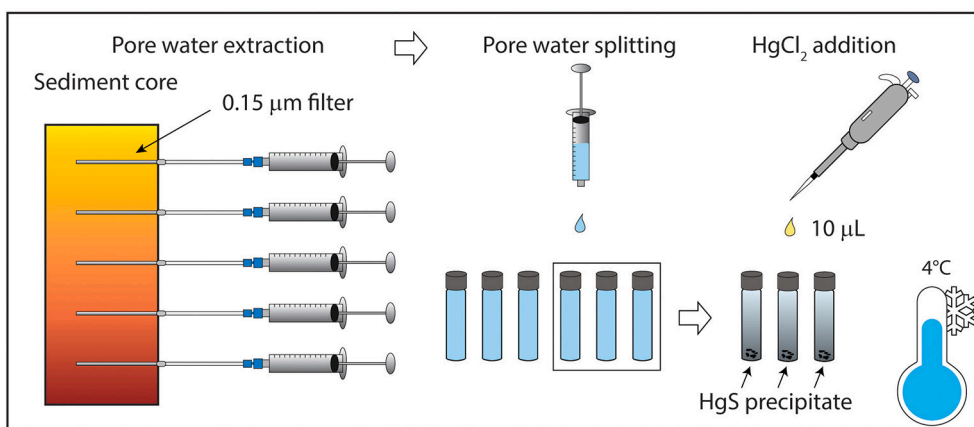 Pore water extraction
Pore water splitting
HgCl₂ addition
Sediment core
0.15 μm filter
10 μL
4°C
HgS precipitate